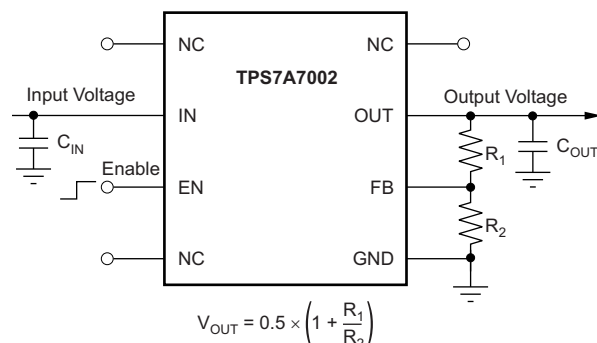 NC
NC
TPS7A7002
Input Voltage
IN
OUT
Output Voltage
C_IN
R_1
C_OUT
Enable
EN
FB
R_2
NC
GND
V_OUT = 0.5 × (1 + R_1/R_2)